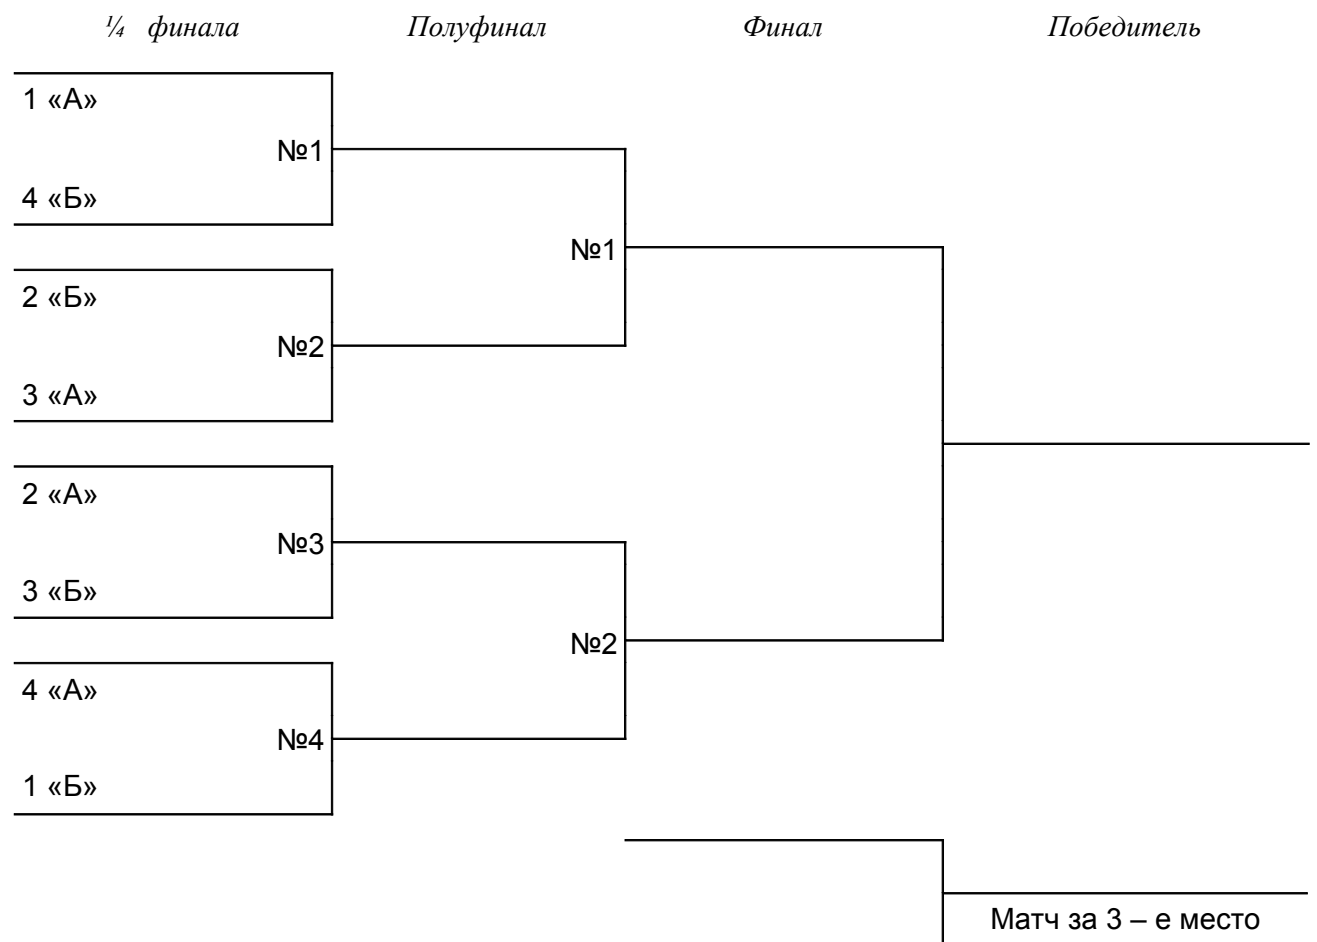 ¼ финала Полуфинал Финал Победитель
1 «А»
№1
4 «Б»
№1
2 «Б»
№2
3 «А»
2 «А»
№3
3 «Б»
№2
4 «А»
№4
1 «Б»
Матч за 3 – е место